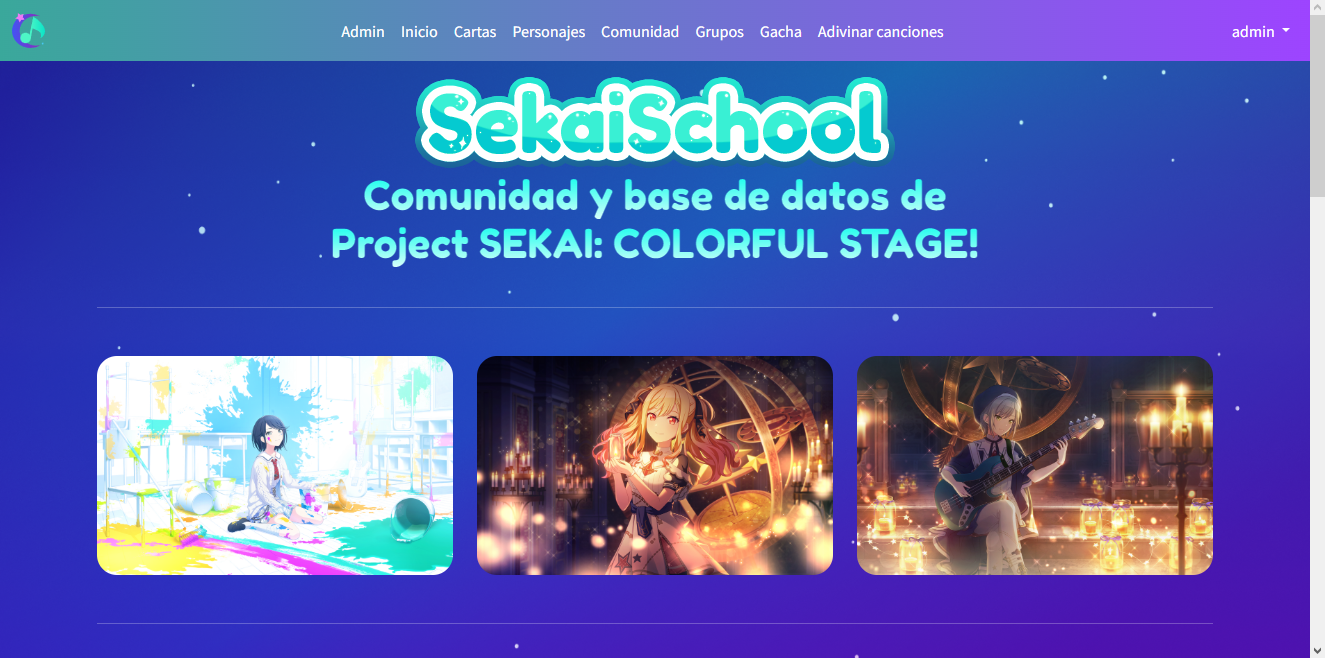 Admin Inicio Cartas Personajes Comunidad Grupos Gacha Adivinar canciones admin
SekaiSchool
Comunidad y base de datos de
Project SEKAI: COLORFUL STAGE!